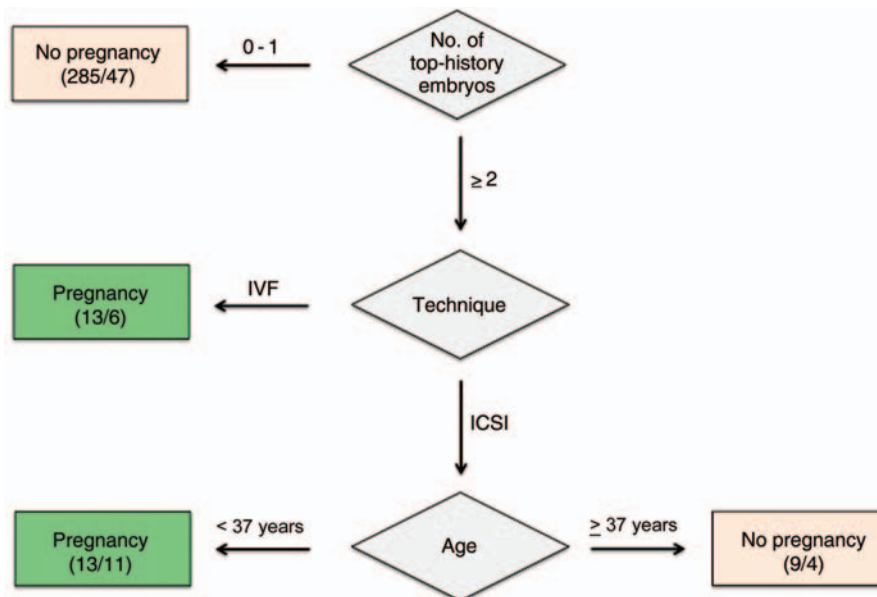 No pregnancy
(285/47)
0 - 1
No. of
top-history
embryos
≥ 2
Pregnancy
(13/6)
IVF
Technique
ICSI
Pregnancy
(13/11)
< 37 years
Age
≥ 37 years
No pregnancy
(9/4)